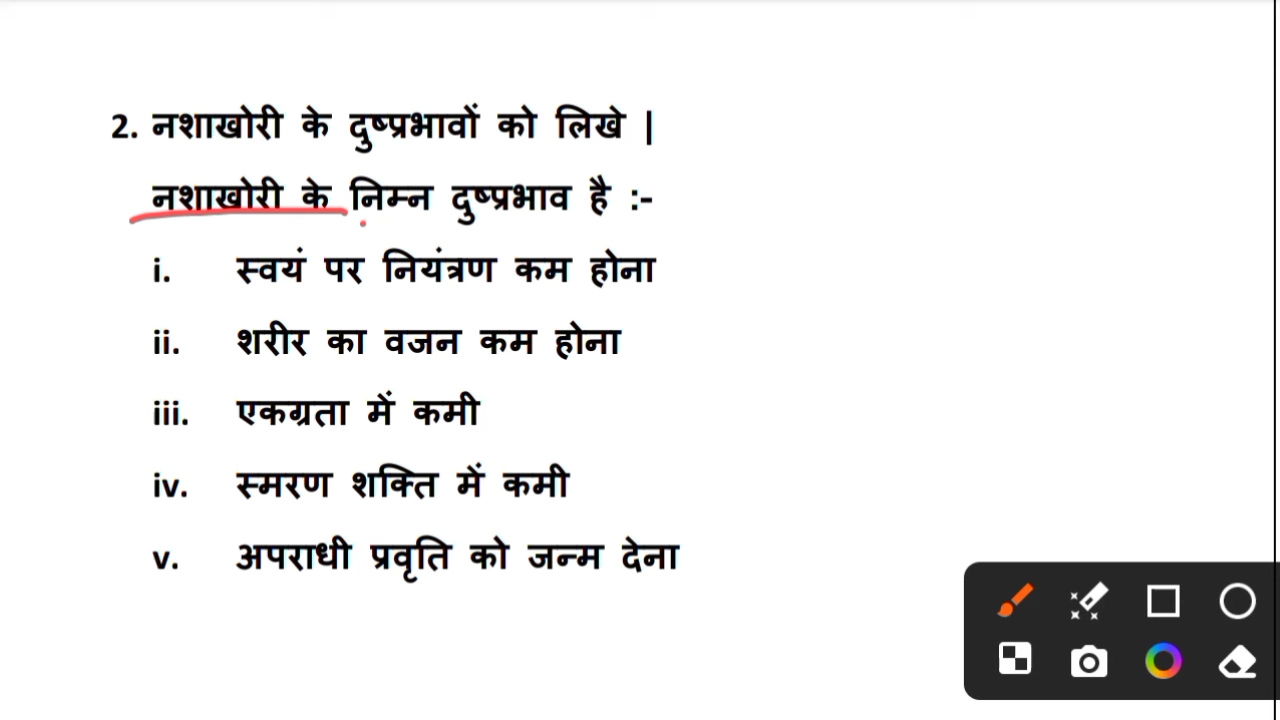 2. नशाखोरी के दुष्प्रभावों को लिखे |
नशाखोरी के निम्न दुष्प्रभाव है :-
i. स्वयं पर नियंत्रण कम होना
ii. शरीर का वजन कम होना
iii. एकग्रता में कमी
iv. स्मरण शक्ति में कमी
v. अपराधी प्रवृति को जन्म देना